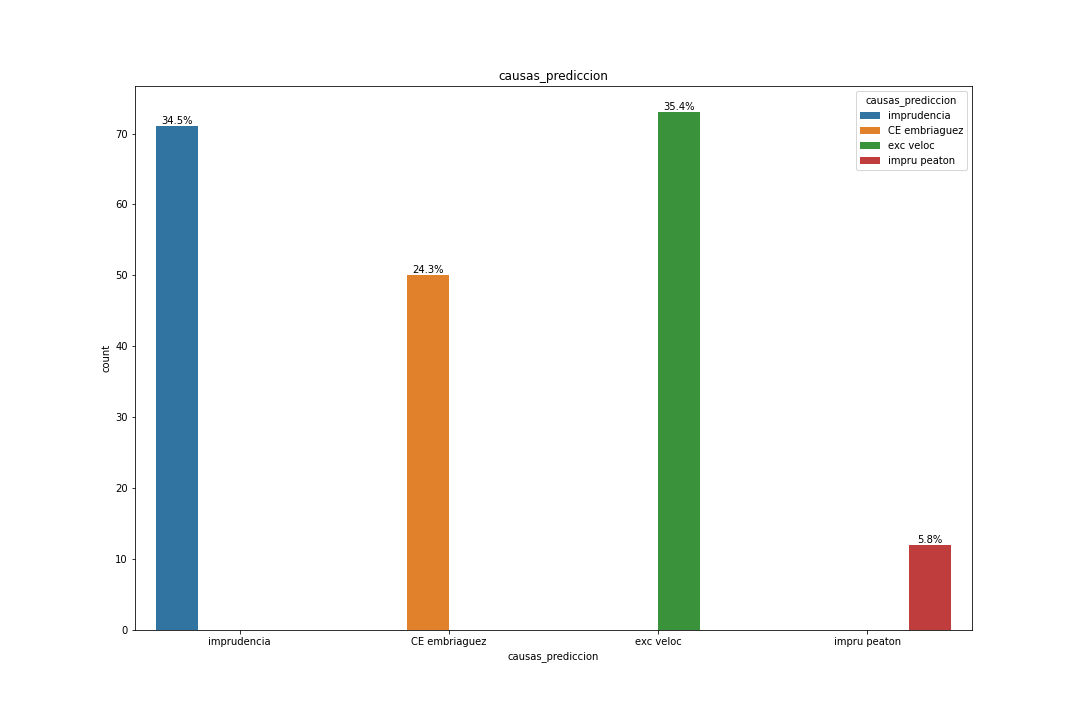 causas_prediccion
causas_prediccion
imprudencia
CE embriaguez
exc veloc
impru peaton
34.5%
24.3%
35.4%
5.8%
count
70
60
50
40
30
20
10
0
imprudencia
CE embriaguez
exc veloc
impru peaton
causas_prediccion